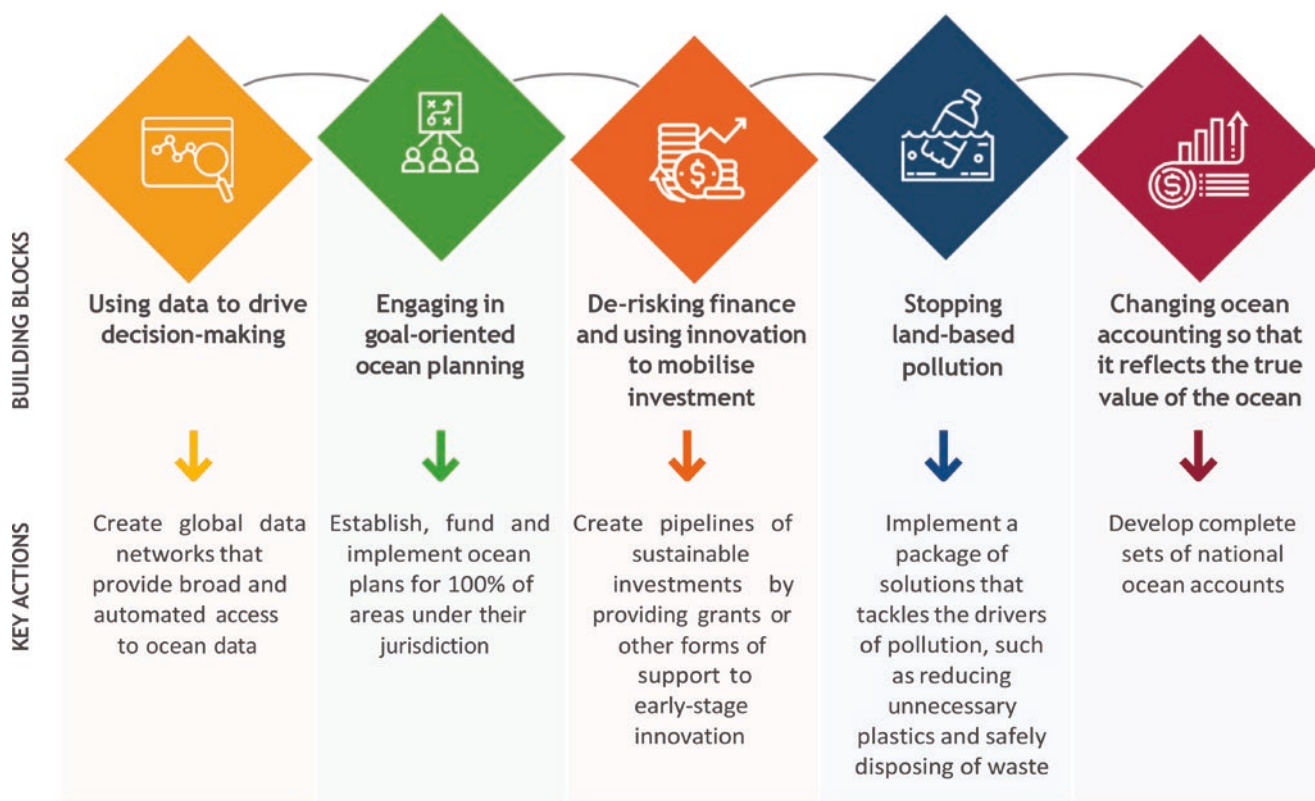 BUILDING BLOCKS
Using data to drive
decision-making
Engaging in
goal-oriented
ocean planning
De-risking finance
and using innovation
to mobilise
investment
Stopping
land-based
pollution
Changing ocean
accounting so that
it reflects the true
value of the ocean
KEY ACTIONS
Create global data
networks that
provide broad and
automated access
to ocean data
Establish, fund and
implement ocean
plans for 100% of
areas under their
jurisdiction
Create pipelines of
sustainable
investments by
providing grants or
other forms of
support to
early-stage
innovation
Implement a
package of
solutions that
tackles the drivers
of pollution, such
as reducing
unnecessary
plastics and safely
disposing of waste
Develop complete
sets of national
ocean accounts